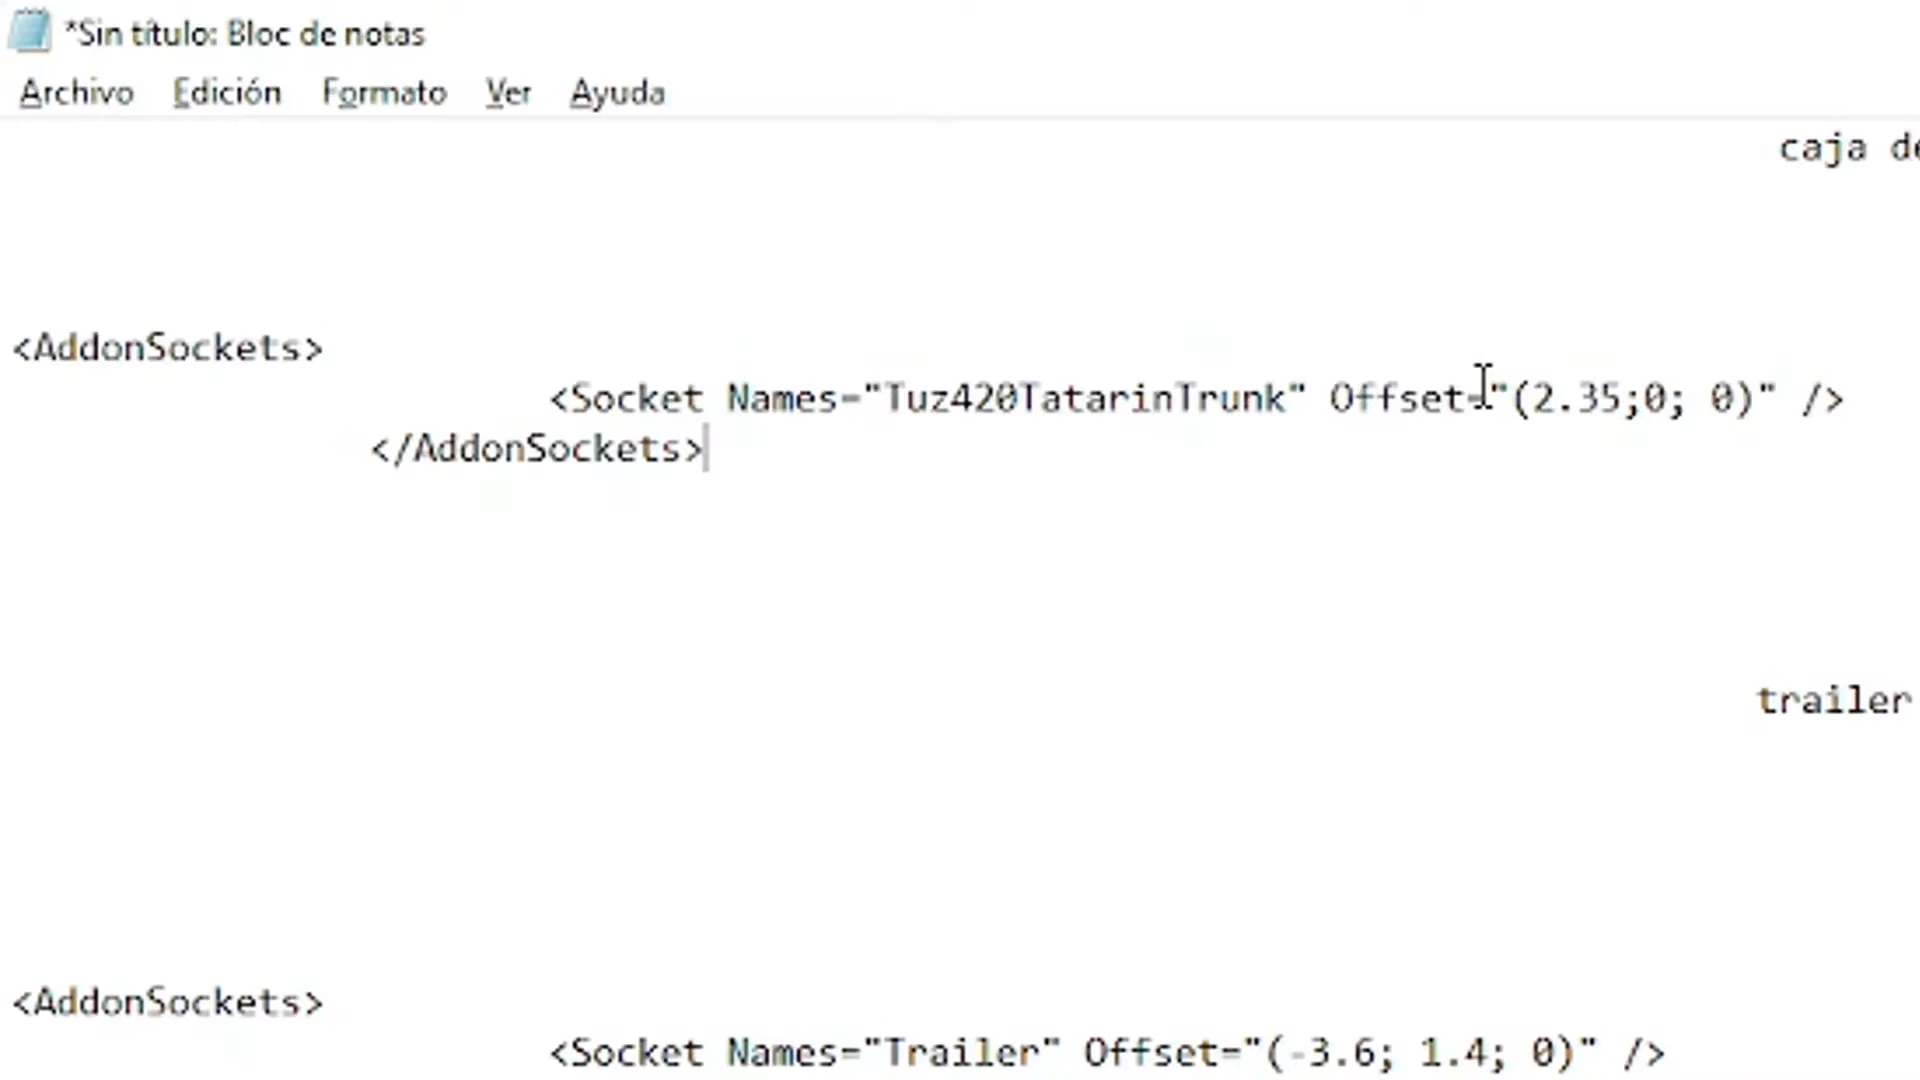 *Sin título: Bloc de notas
Archivo Edición Formato Ver Ayuda
caja de
<AddonSockets>
<Socket Names="Tuz420TatarinTrunk" Offset="(2.35;0; 0)" />
</AddonSockets>
trailer
<AddonSockets>
<Socket Names="Trailer" Offset="(-3.6; 1.4; 0)" />